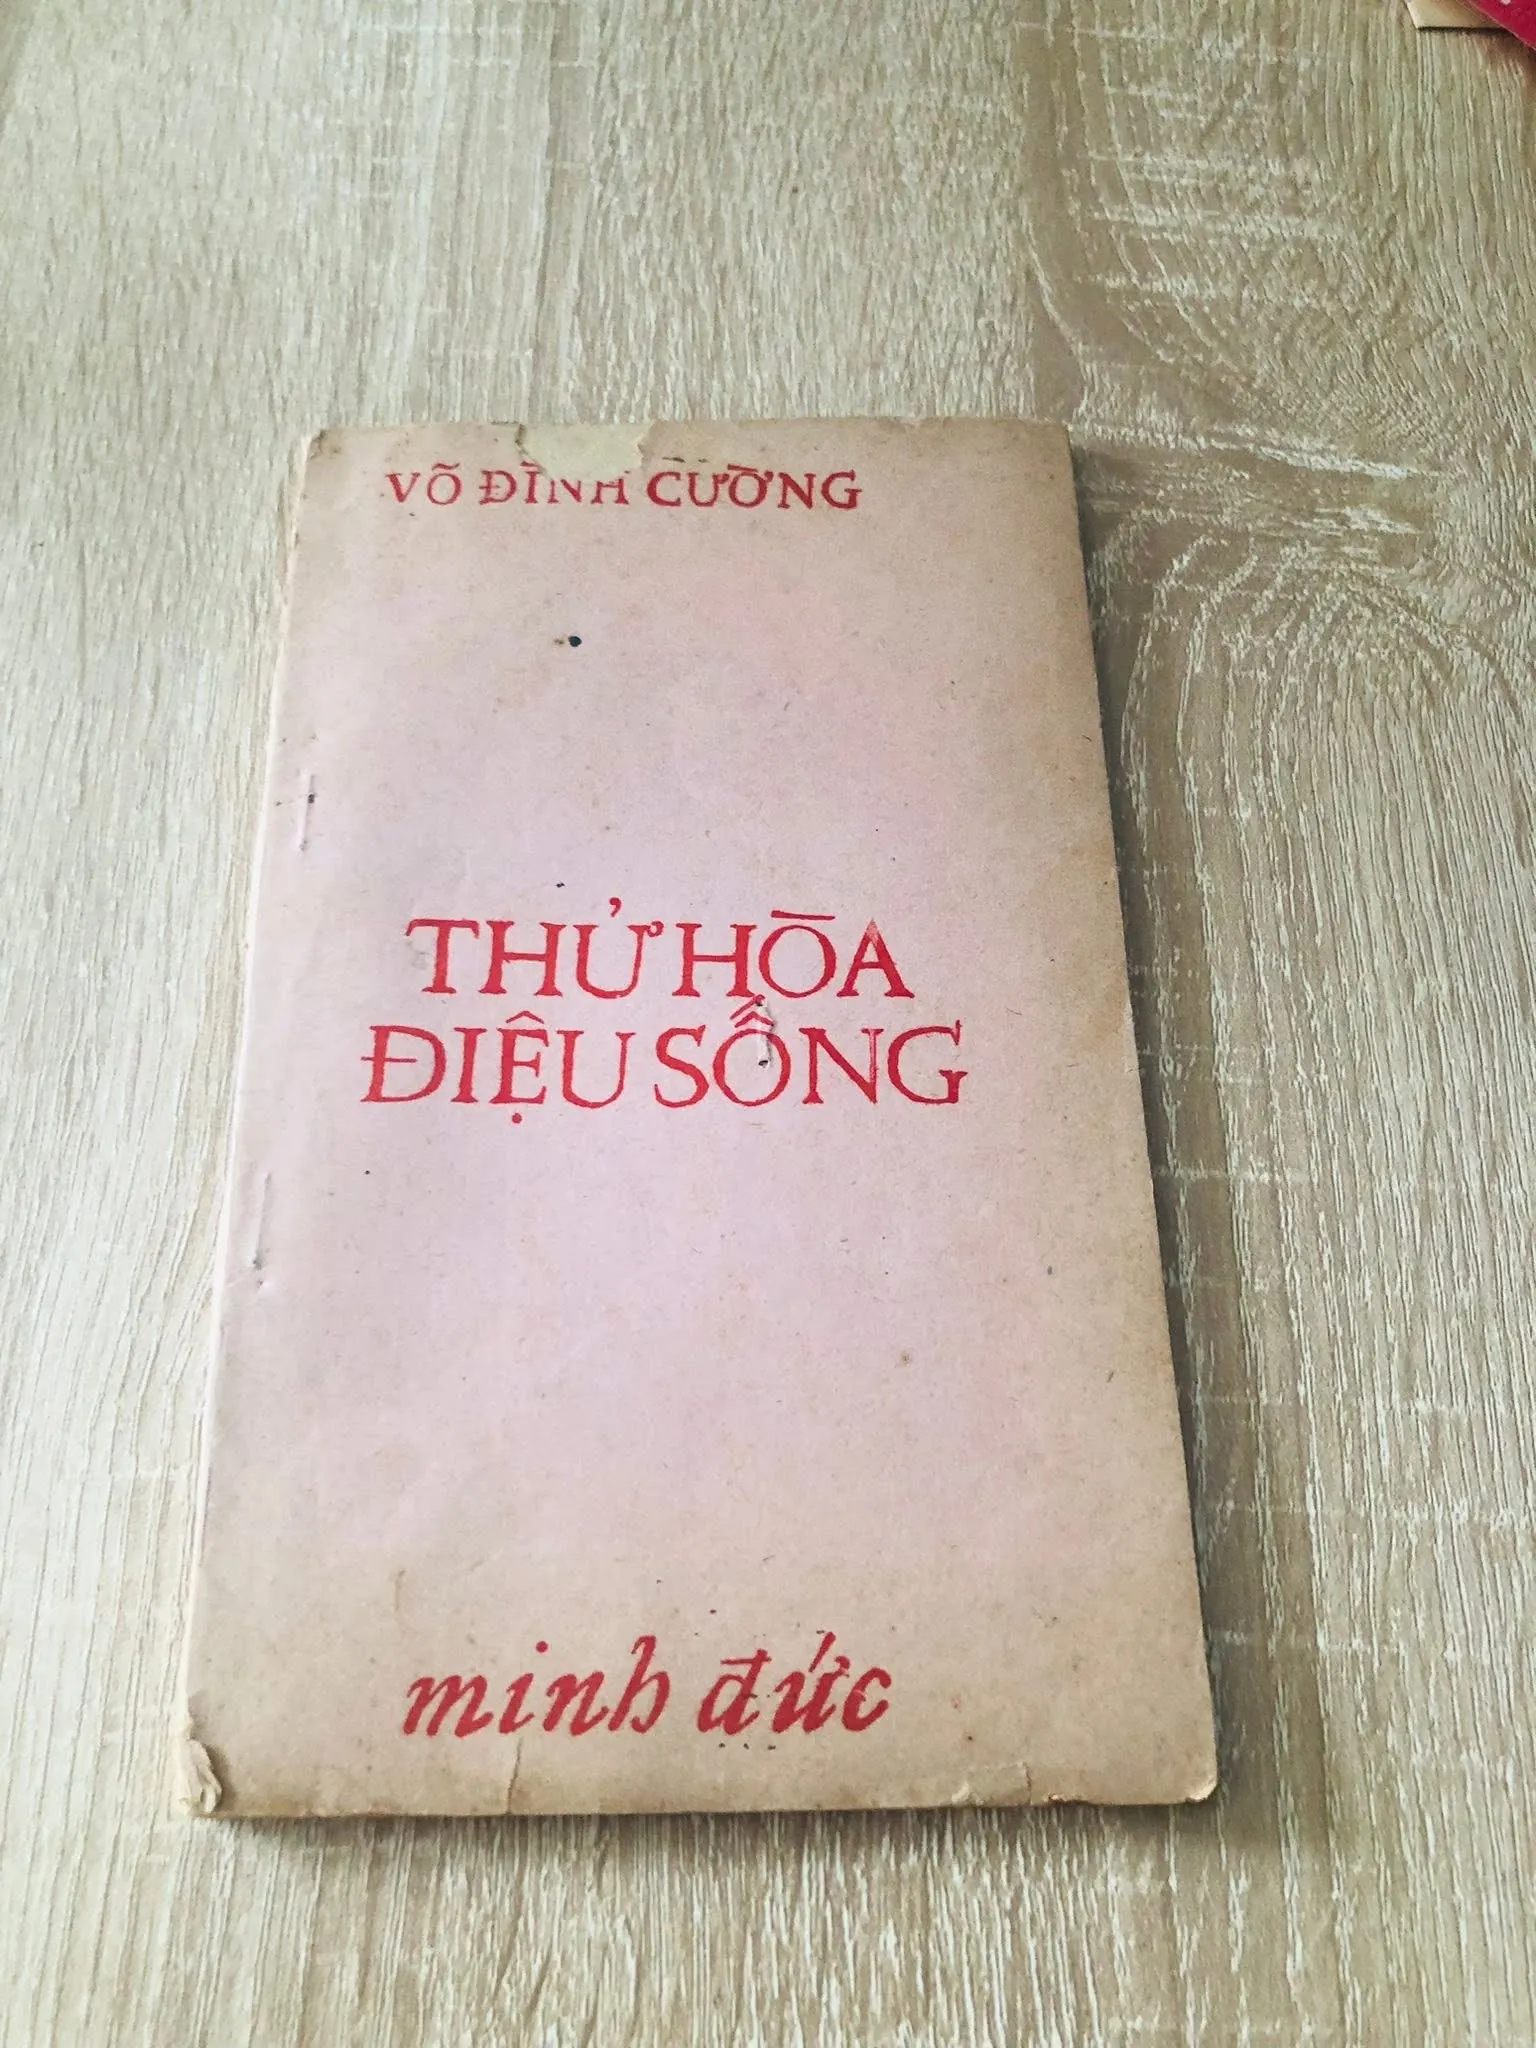 VÕ ĐÌNH CƯỜNG
THỬ HÒA
ĐIỆU SỐNG
minh đức